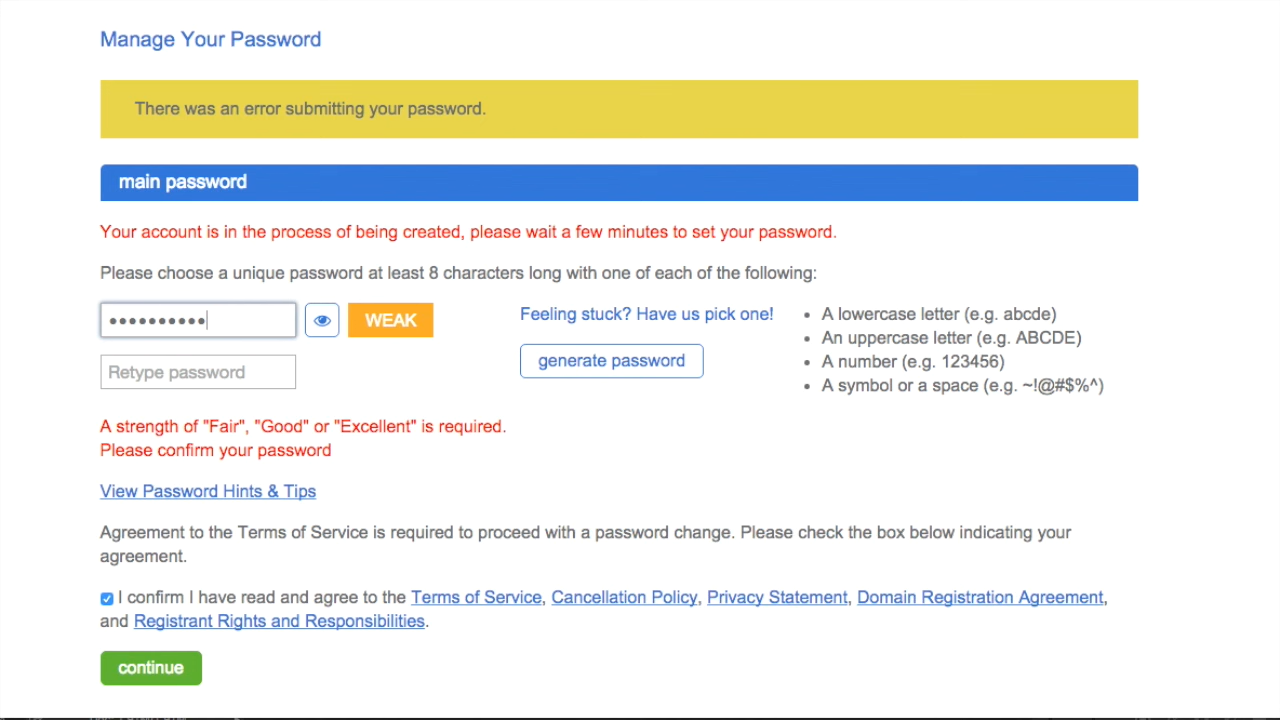 Manage Your Password
There was an error submitting your password.
main password
Your account is in the process of being created, please wait a few minutes to set your password.
Please choose a unique password at least 8 characters long with one of each of the following:
••••••••••
WEAK
Retype password
Feeling stuck? Have us pick one!
generate password
• A lowercase letter (e.g. abcde)
• An uppercase letter (e.g. ABCDE)
• A number (e.g. 123456)
• A symbol or a space (e.g. ~!@#$%^)
A strength of "Fair", "Good" or "Excellent" is required.
Please confirm your password
View Password Hints & Tips
Agreement to the Terms of Service is required to proceed with a password change. Please check the box below indicating your
agreement.
I confirm I have read and agree to the Terms of Service, Cancellation Policy, Privacy Statement, Domain Registration Agreement,
and Registrant Rights and Responsibilities.
continue